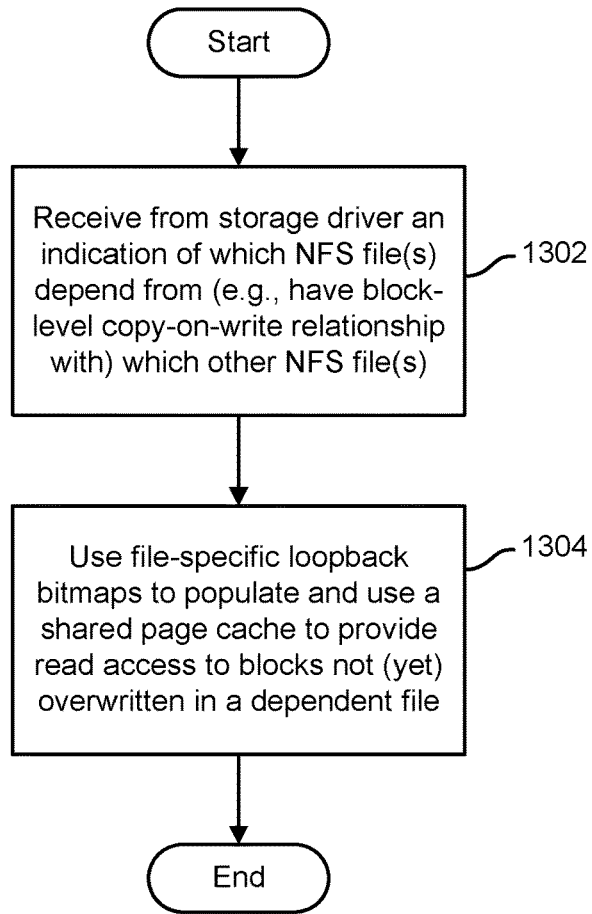 Start
Receive from storage driver an
indication of which NFS file(s)
depend from (e.g., have block-
level copy-on-write relationship
with) which other NFS file(s)
1302
Use file-specific loopback
bitmaps to populate and use a
shared page cache to provide
read access to blocks not (yet)
overwritten in a dependent file
1304
End